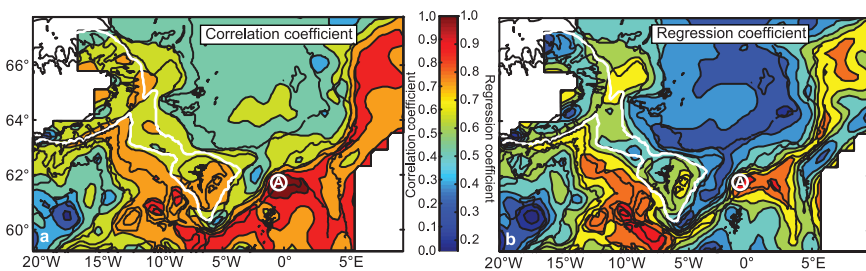 Correlation coefficient
Regression coefficient
66°
64°
62°
60°
A
a
20°W
15°W
10°W
5°W
0°
5°E
1.0
0.9
0.8
0.7
0.6
0.5
0.4
0.3
0.2
0.1
0.0
Correlation coefficient
1.0
0.9
0.8
0.7
0.6
0.5
0.4
0.3
0.2
Regression coefficient
A
b
20°W
15°W
10°W
5°W
0°
5°E